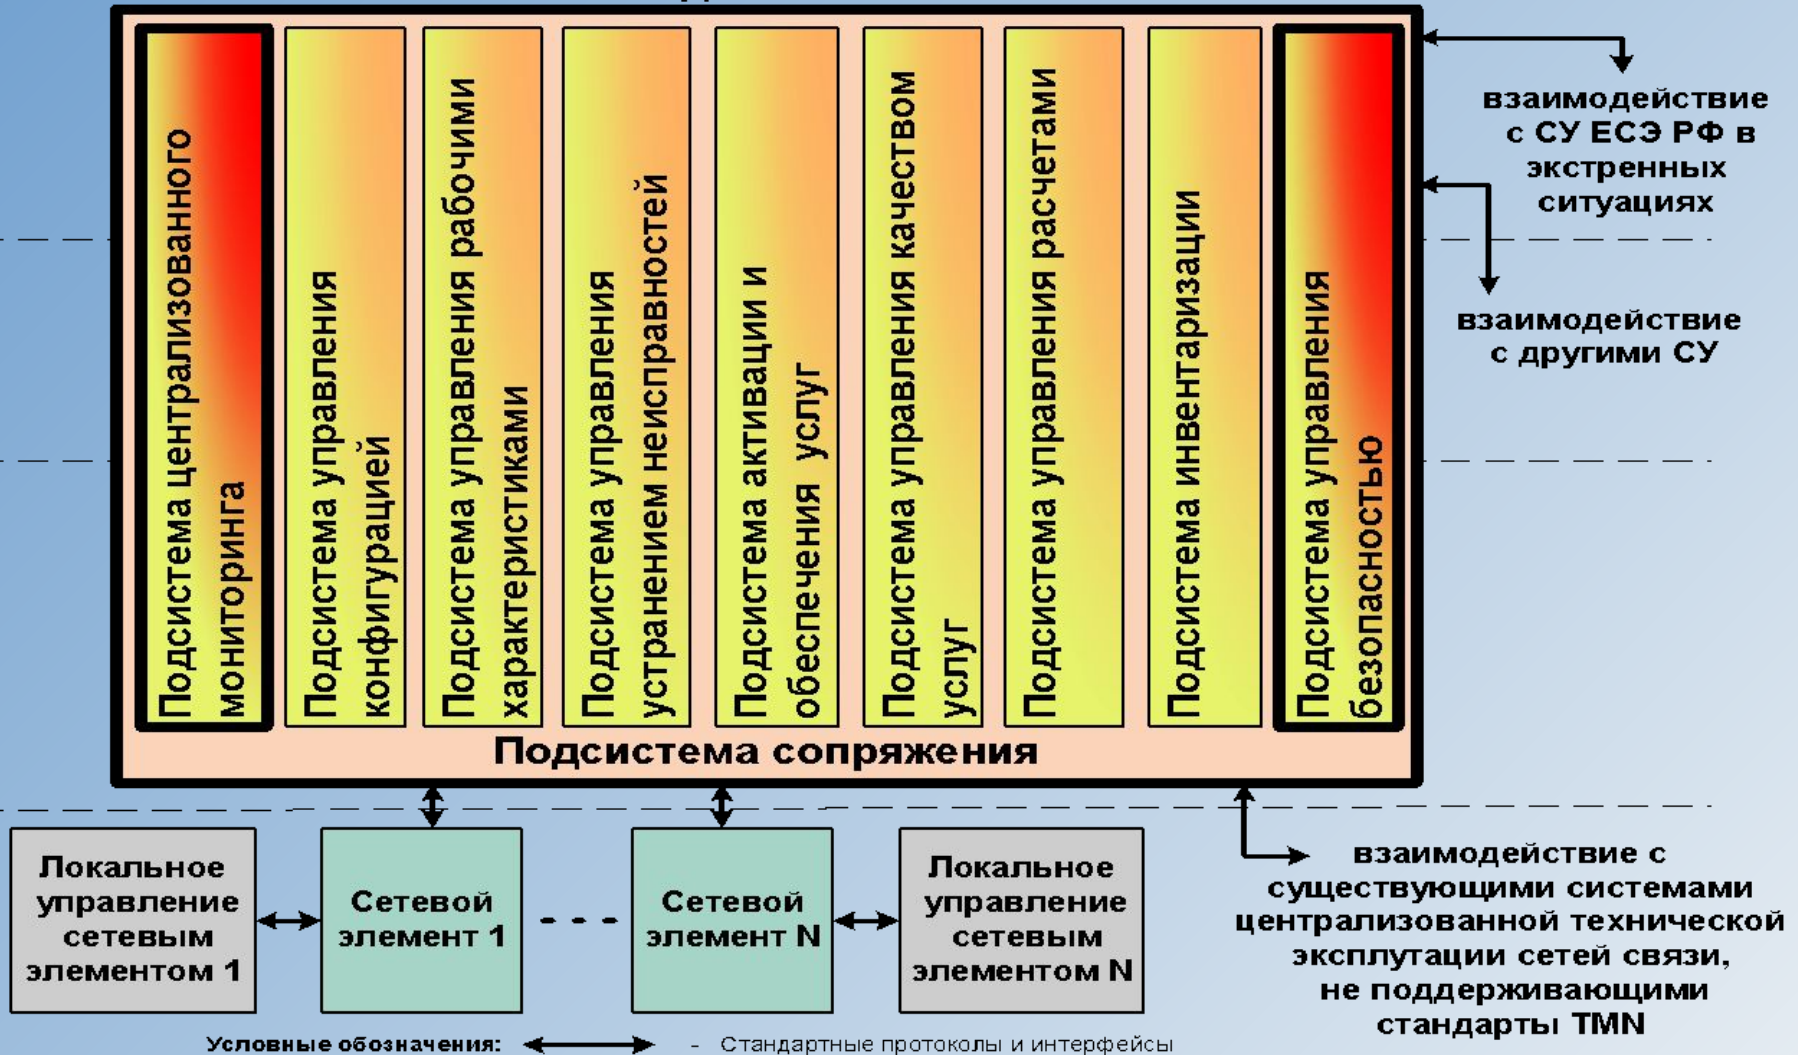 Подсистема централизованного
мониторинга
Подсистема управления
конфигурацией
Подсистема управления рабочими
характеристиками
Подсистема управления
устранением неисправностей
Подсистема активации и
обеспечения услуг
Подсистема управления качеством
услуг
Подсистема управления расчетами
Подсистема инвентаризации
Подсистема управления
безопасностью
Подсистема сопряжения
взаимодействие
с СУ ЕСЭ РФ в
экстренных
ситуациях
взаимодействие
с другими СУ
Локальное
управление
сетевым
элементом 1
Сетевой
элемент 1
Сетевой
элемент N
Локальное
управление
сетевым
элементом N
взаимодействие с
существующими системами
централизованной технической
эксплутации сетей связи,
не поддерживающими
стандарты TMN
Условные обозначения: - Стандартные протоколы и интерфейсы